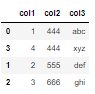 col1 col2 col3
0 1 444 abc
3 4 444 xyz
1 2 555 def
2 3 666 ghi